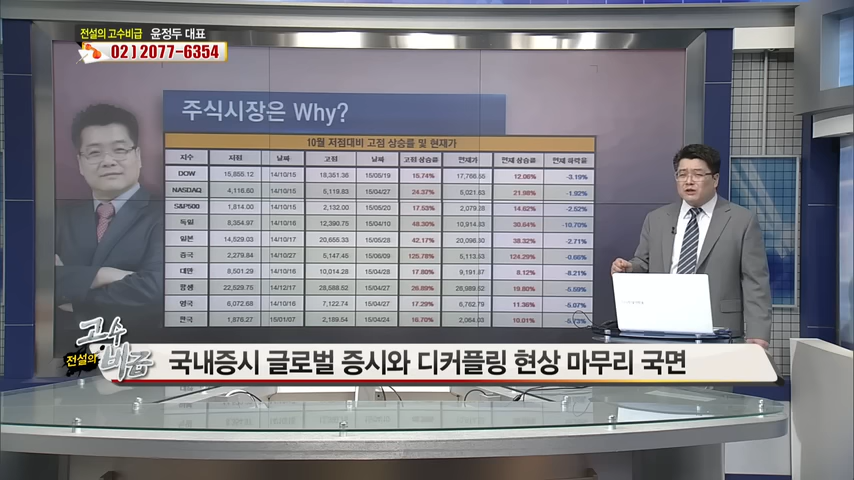 전설의 고수비급 윤정두 대표
02 ) 2077-6354
주식시장은 Why?
10월 저점대비 고점 상승률 및 현재가
지수 저점 날짜 고점 날짜 고점 상승률 현재가 현재 상승률 현재 하락률
DOW 15,855.12 14/10/15 18,351.36 15/05/19 15.74% 17,766.55 12.06% -3.19%
NASDAQ 4,116.60 14/10/15 5,119.83 15/04/27 24.37% 5,021.63 21.98% -1.92%
S&P500 1,814.00 14/10/15 2,132.00 15/05/20 17.53% 2,079.28 14.62% -2.52%
독일 8,354.97 14/10/16 12,390.75 15/04/10 48.30% 10,914.33 30.64% -10.70%
일본 14,529.03 14/10/17 20,655.33 15/05/28 42.17% 20,096.30 38.32% -2.71%
중국 2,279.84 14/10/27 5,147.45 15/06/09 125.78% 5,113.53 124.29% -0.66%
대만 8,501.29 14/10/17 10,014.28 15/04/28 17.80% 9,191.87 8.12% -8.21%
홍콩 22,529.75 14/12/17 28,588.52 15/04/27 26.89% 26,989.52 19.80% -5.59%
영국 6,072.68 14/10/16 7,122.74 15/04/27 17.29% 6,762.79 11.36% -5.07%
한국 1,876.27 15/01/07 2,189.54 15/04/24 16.70% 2,064.03 10.01% -5.73%
전설의 고수비급
국내증시 글로벌 증시와 디커플링 현상 마무리 국면